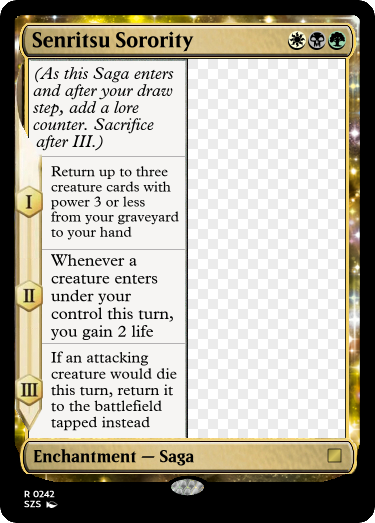 Senritsu Sorority
(As this Saga enters
and after your draw
step, add a lore
counter. Sacrifice
after III.)
I
Return up to three
creature cards with
power 3 or less
from your graveyard
to your hand
II
Whenever a
creature enters
under your
control this turn,
you gain 2 life
III
If an attacking
creature would die
this turn, return it
to the battlefield
tapped instead
Enchantment — Saga
R 0242
SZS